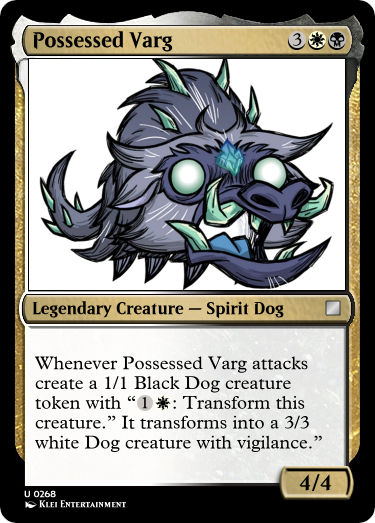 Possessed Varg 3
Legendary Creature — Spirit Dog
Whenever Possessed Varg attacks
create a 1/1 Black Dog creature
token with “1: Transform this
creature.” It transforms into a 3/3
white Dog creature with vigilance.”
4/4
U 0268
Klei Entertainment